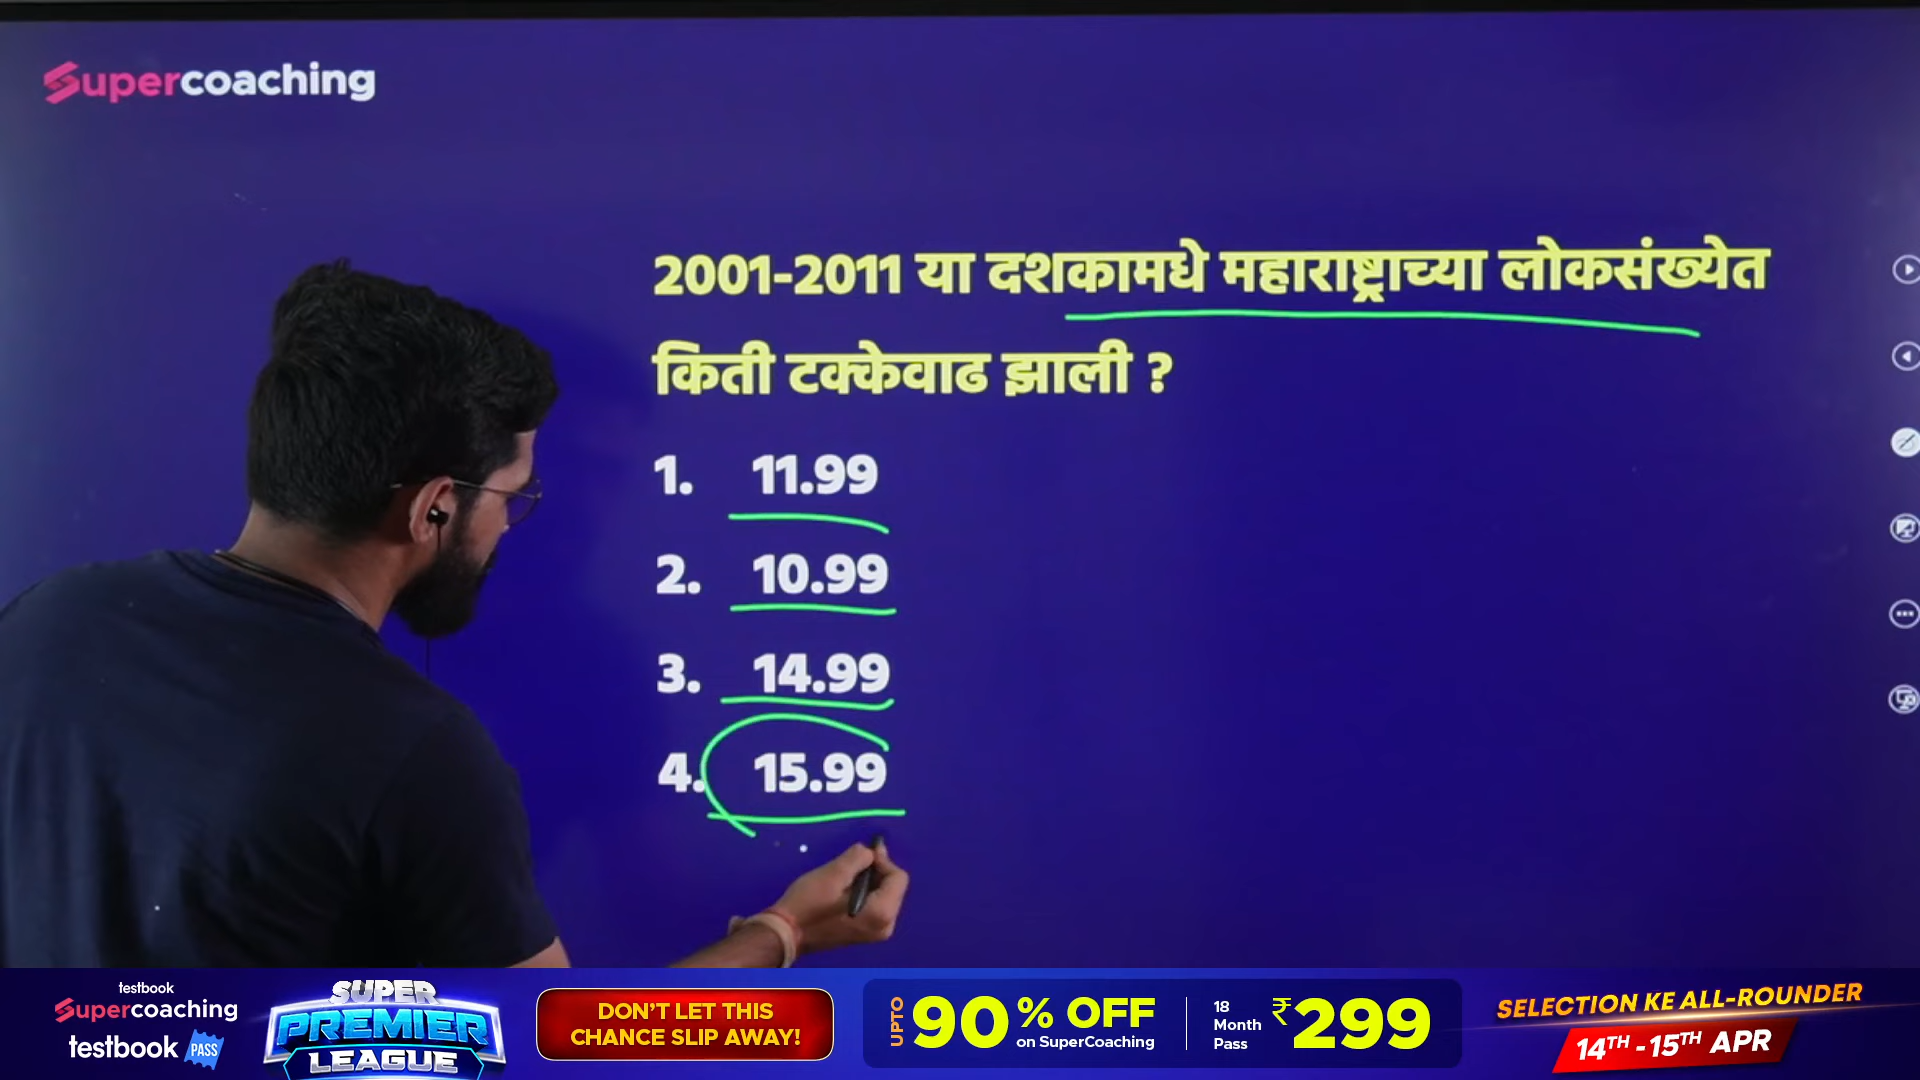 Supercoaching
2001-2011 या दशकामधे महाराष्ट्राच्या लोकसंख्येत
किती टक्केवाढ झाली ?
1. 11.99
2. 10.99
3. 14.99
4. 15.99
testbook
Supercoaching
testbook PASS
SUPER
PREMIER
LEAGUE
DON'T LET THIS
CHANCE SLIP AWAY!
UPTO 90% OFF
on SuperCoaching
18
Month
Pass
₹299
SELECTION KE ALL-ROUNDER
14TH - 15TH APR